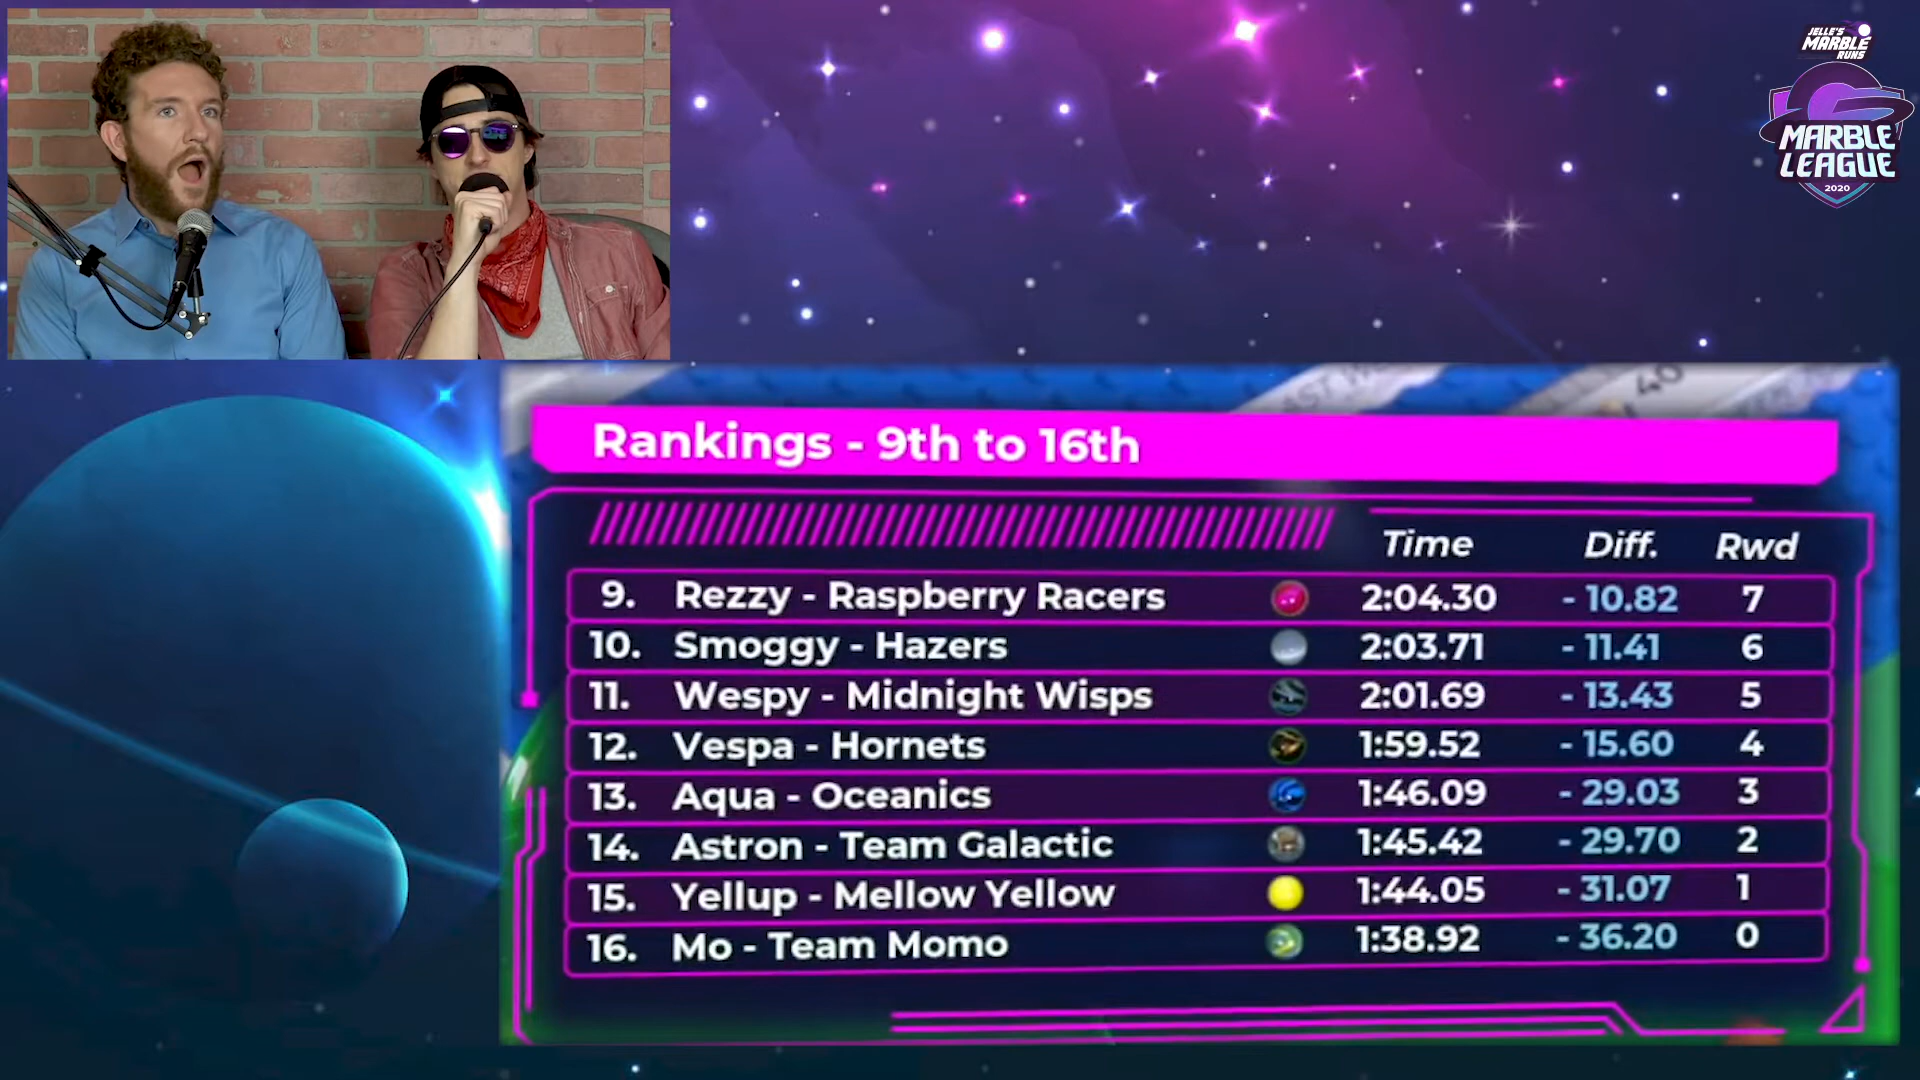 JELLE'S
MARBLE
RUNS
MARBLE
LEAGUE
2020
40
Rankings - 9th to 16th
Time Diff. Rwd
9. Rezzy - Raspberry Racers 2:04.30 - 10.82 7
10. Smoggy - Hazers 2:03.71 - 11.41 6
11. Wespy - Midnight Wisps 2:01.69 - 13.43 5
12. Vespa - Hornets 1:59.52 - 15.60 4
13. Aqua - Oceanics 1:46.09 - 29.03 3
14. Astron - Team Galactic 1:45.42 - 29.70 2
15. Yellup - Mellow Yellow 1:44.05 - 31.07 1
16. Mo - Team Momo 1:38.92 - 36.20 0